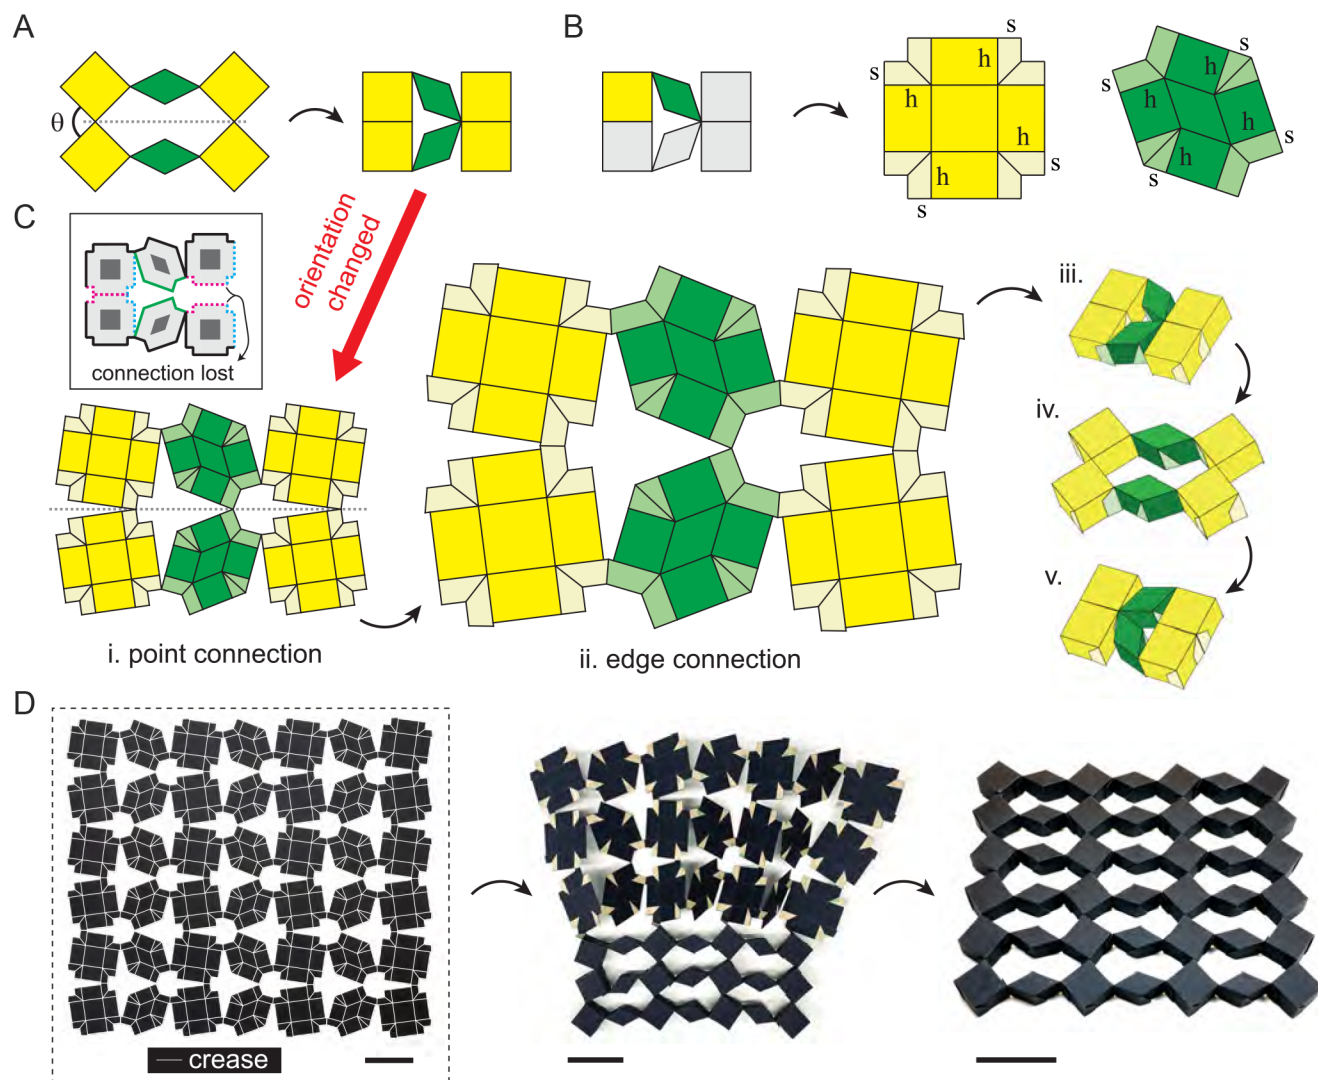 A
θ
B
s
h
s
h
h
s
h
s
s
h
s
h
h
s
h
s
C
connection lost
orientation
changed
iii.
iv.
v.
i. point connection
ii. edge connection
D
crease